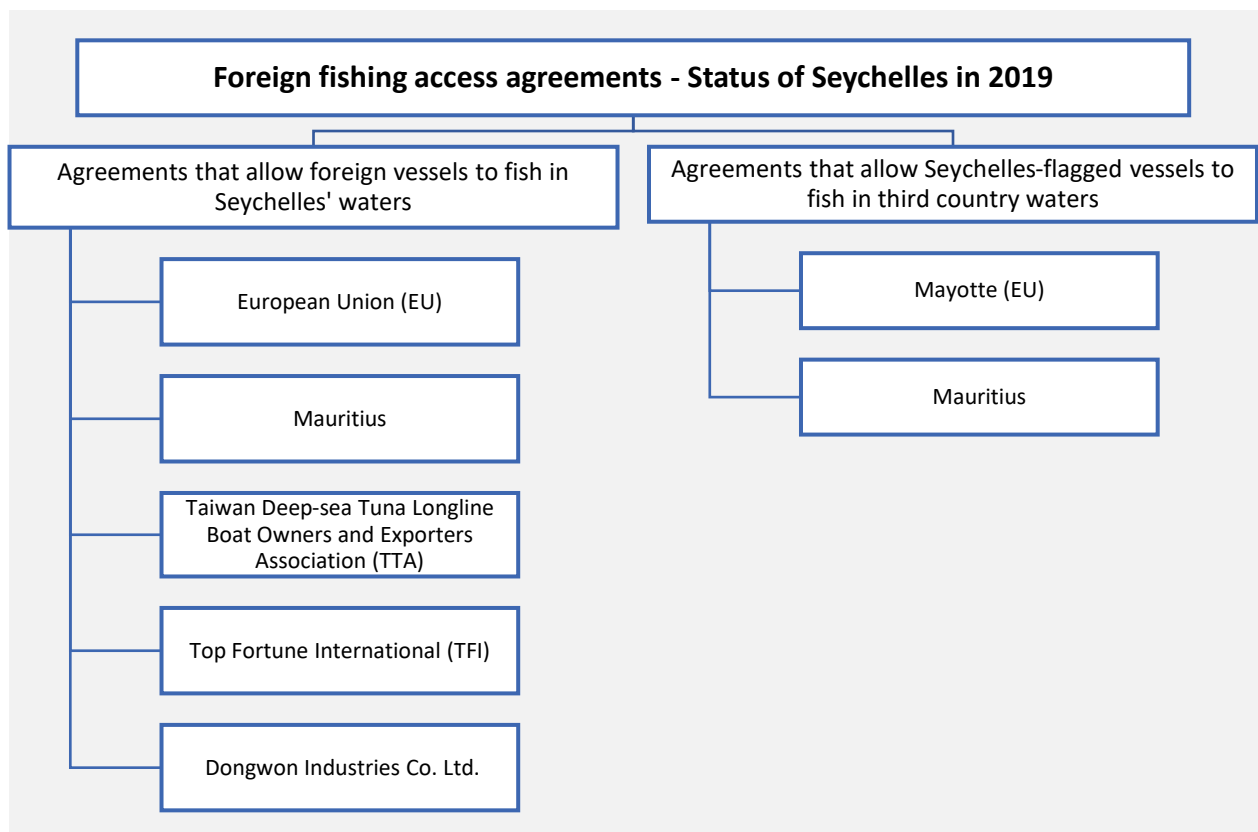 Foreign fishing access agreements - Status of Seychelles in 2019
Agreements that allow foreign vessels to fish in
Seychelles' waters
European Union (EU)
Mauritius
Taiwan Deep-sea Tuna Longline
Boat Owners and Exporters
Association (TTA)
Top Fortune International (TFI)
Dongwon Industries Co. Ltd.
Agreements that allow Seychelles-flagged vessels to
fish in third country waters
Mayotte (EU)
Mauritius